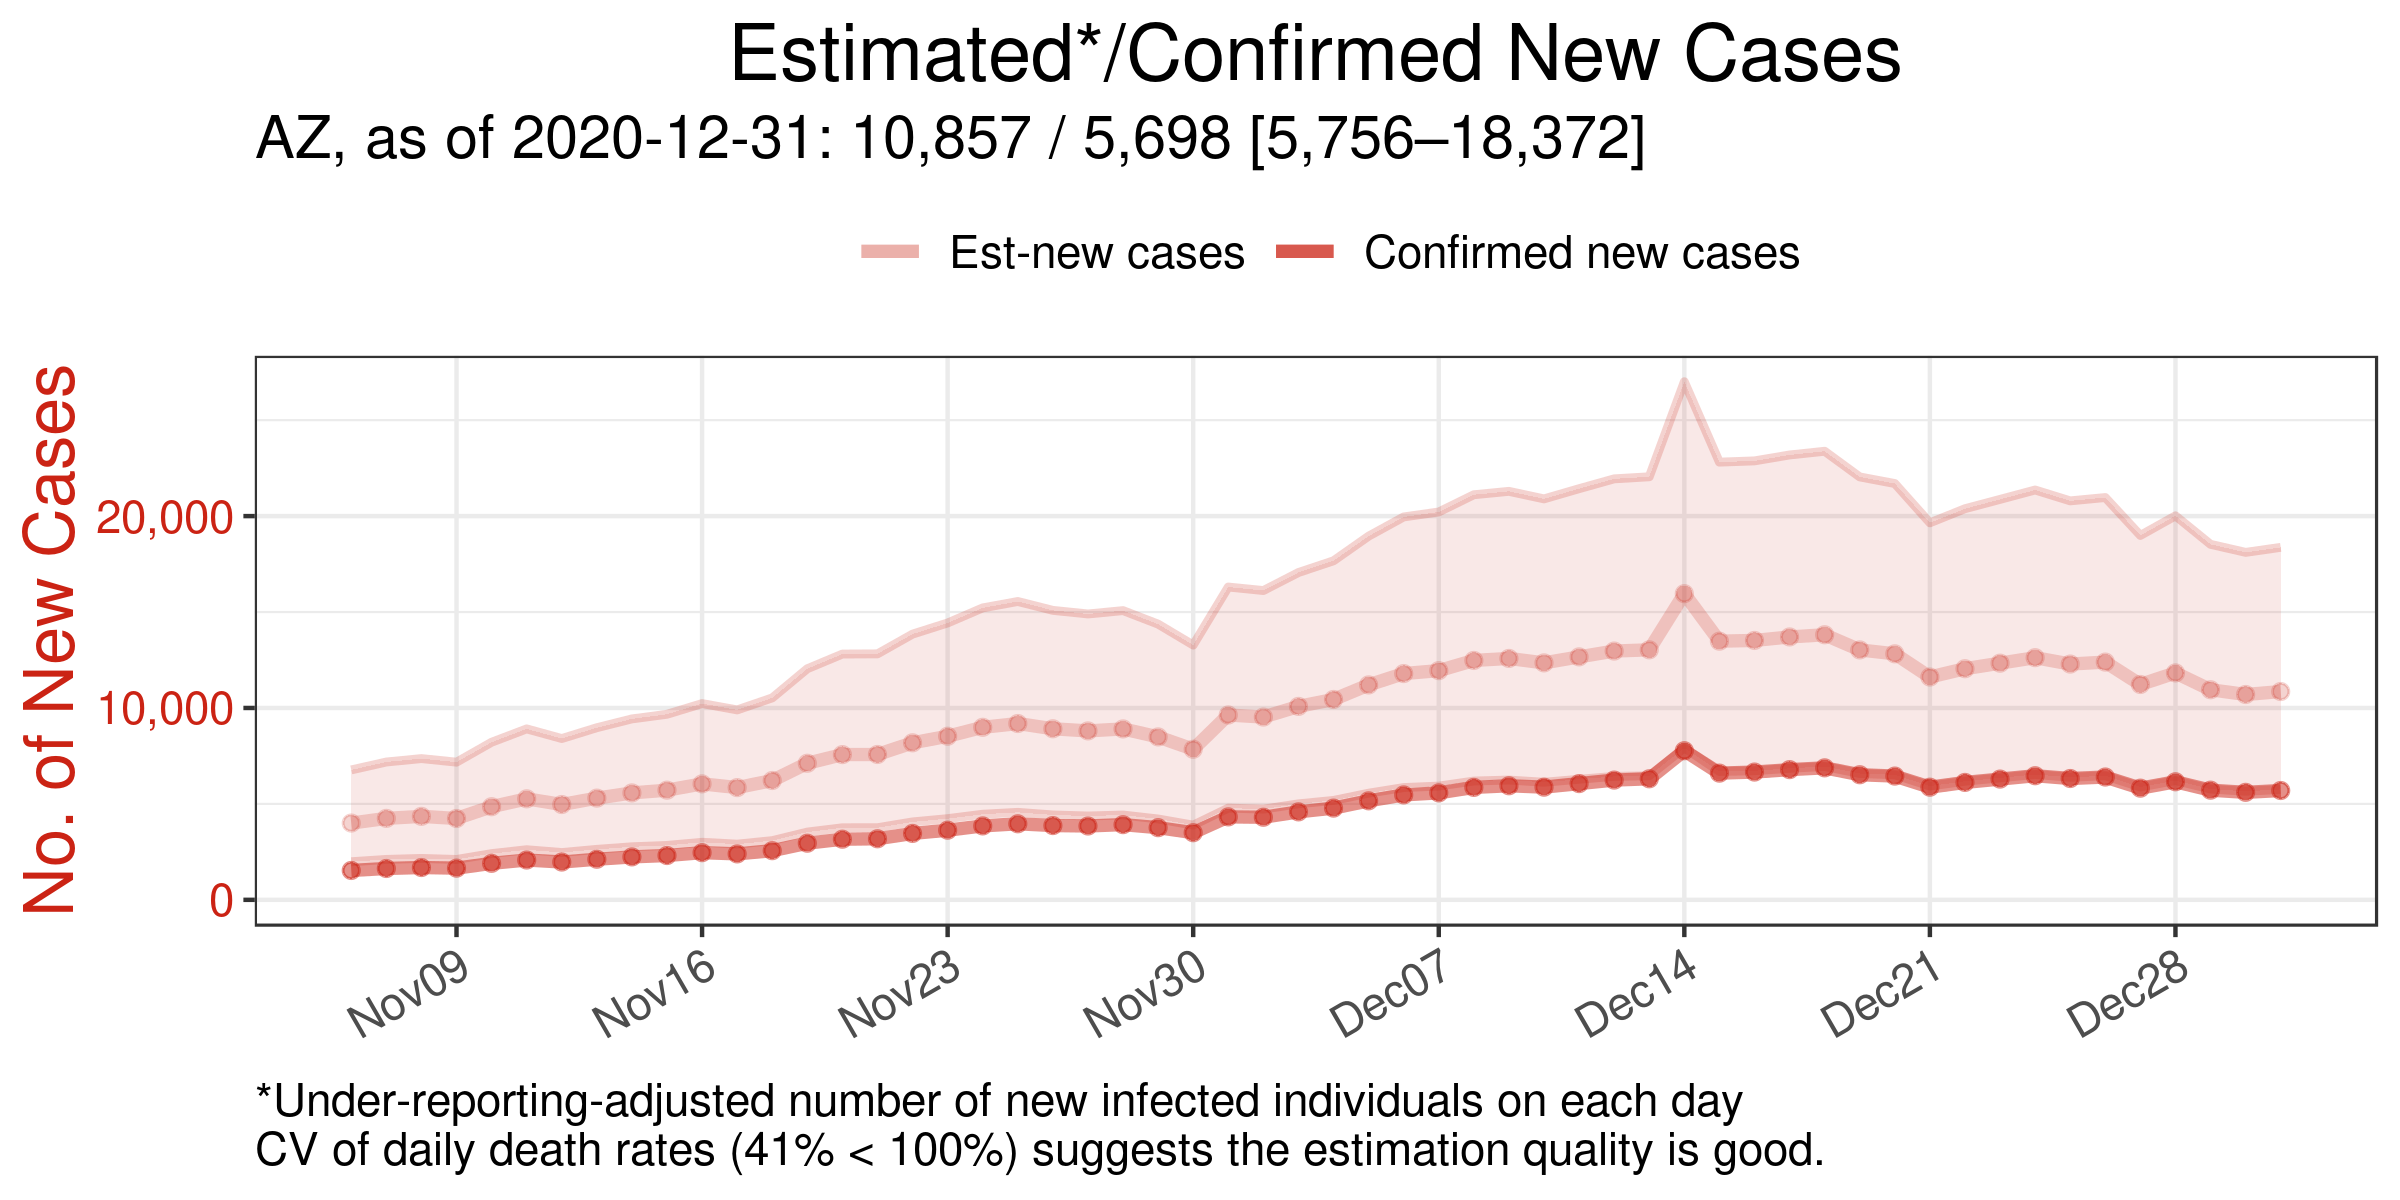 Estimated*/Confirmed New Cases
AZ, as of 2020-12-31: 10,857 / 5,698 [5,756–18,372]
Est-new cases
Confirmed new cases
No. of New Cases
20,000
10,000
0
Nov09
Nov16
Nov23
Nov30
Dec07
Dec14
Dec21
Dec28
*Under-reporting-adjusted number of new infected individuals on each day
CV of daily death rates (41% < 100%) suggests the estimation quality is good.